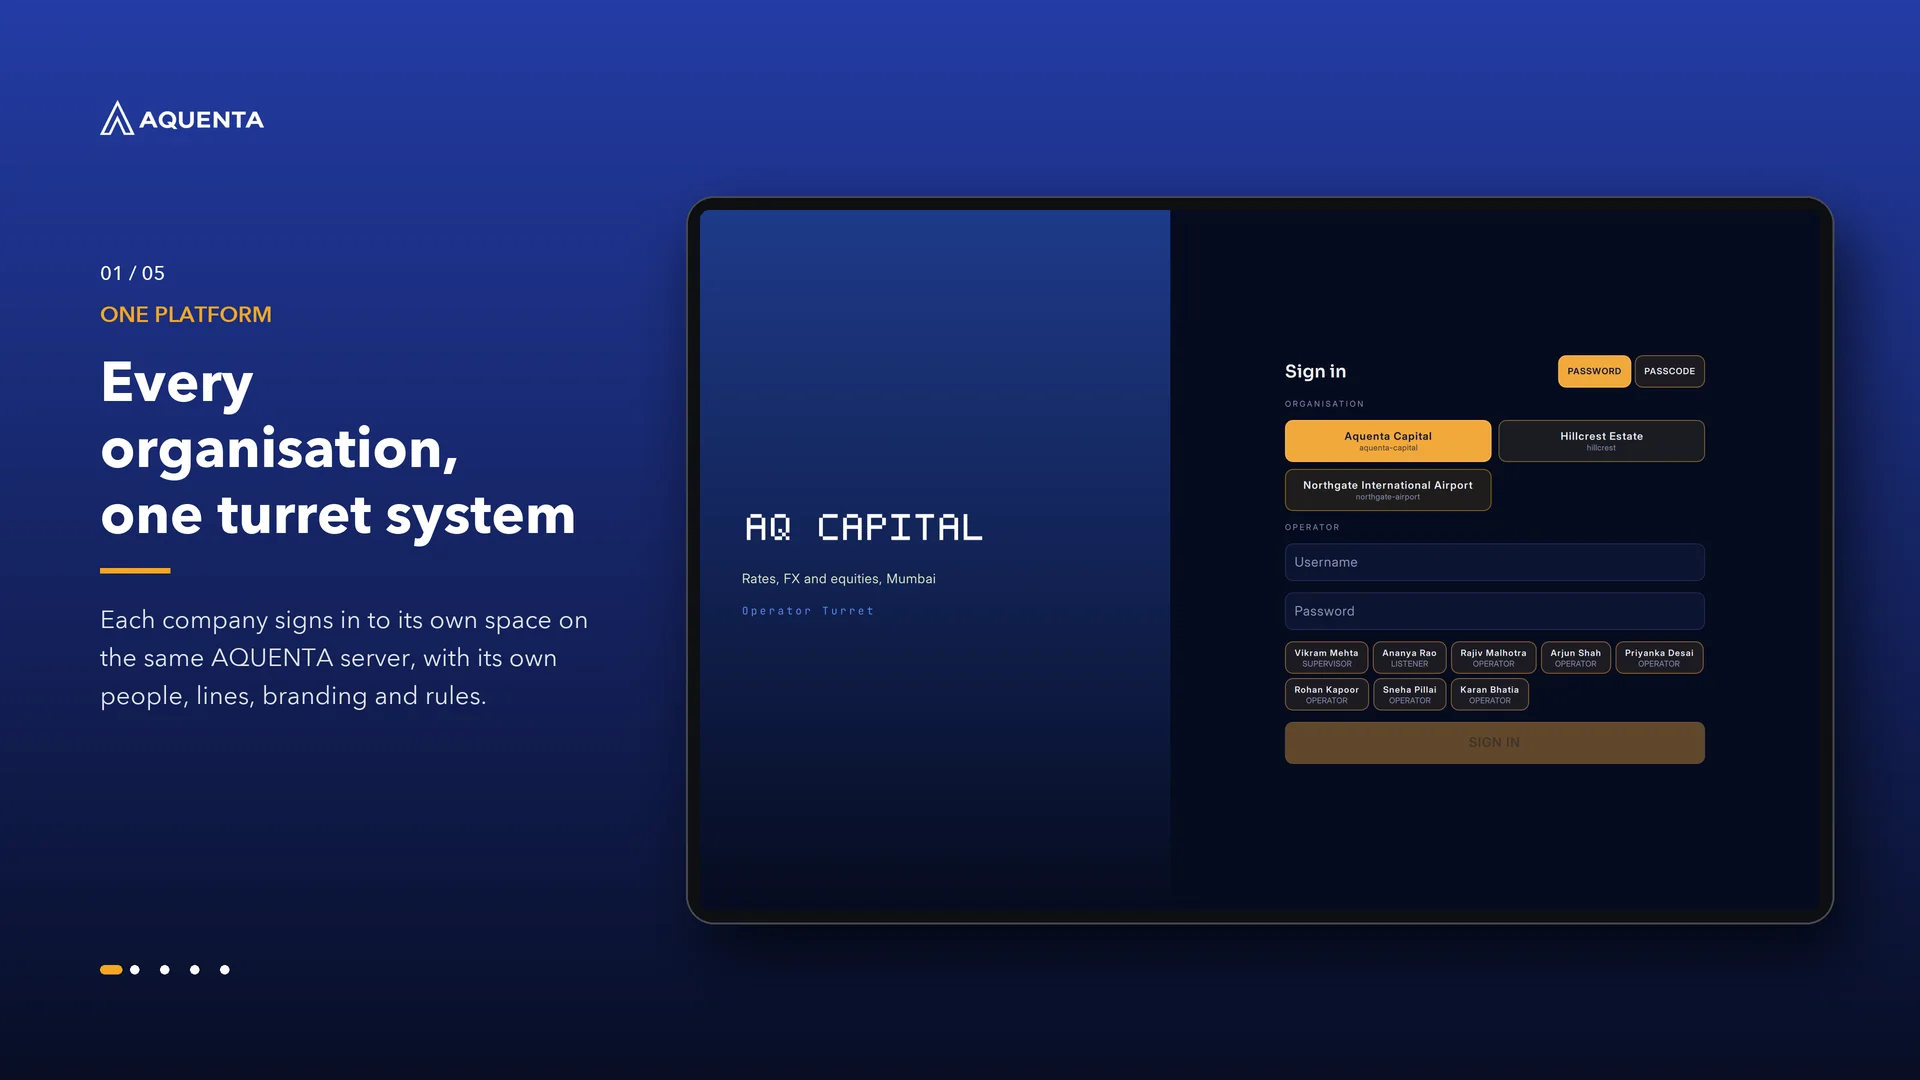 AQUENTA
01 / 05
ONE PLATFORM
Every
organisation,
one turret system
Each company signs in to its own space on
the same AQUENTA server, with its own
people, lines, branding and rules.
AQ CAPITAL
Rates, FX and equities, Mumbai
Operator Turret
Sign in
PASSWORD
PASSCODE
ORGANISATION
Aquenta Capital
aquenta-capital
Hillcrest Estate
hillcrest
Northgate International Airport
northgate-airport
OPERATOR
Username
Password
Vikram Mehta
SUPERVISOR
Ananya Rao
LISTENER
Rajiv Malhotra
OPERATOR
Arjun Shah
OPERATOR
Priyanka Desai
OPERATOR
Rohan Kapoor
OPERATOR
Sneha Pillai
OPERATOR
Karan Bhatia
OPERATOR
SIGN IN